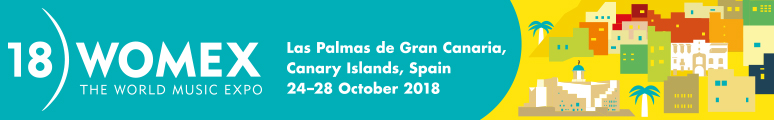 18) WOMEX
THE WORLD MUSIC EXPO
Las Palmas de Gran Canaria,
Canary Islands, Spain
24–28 October 2018